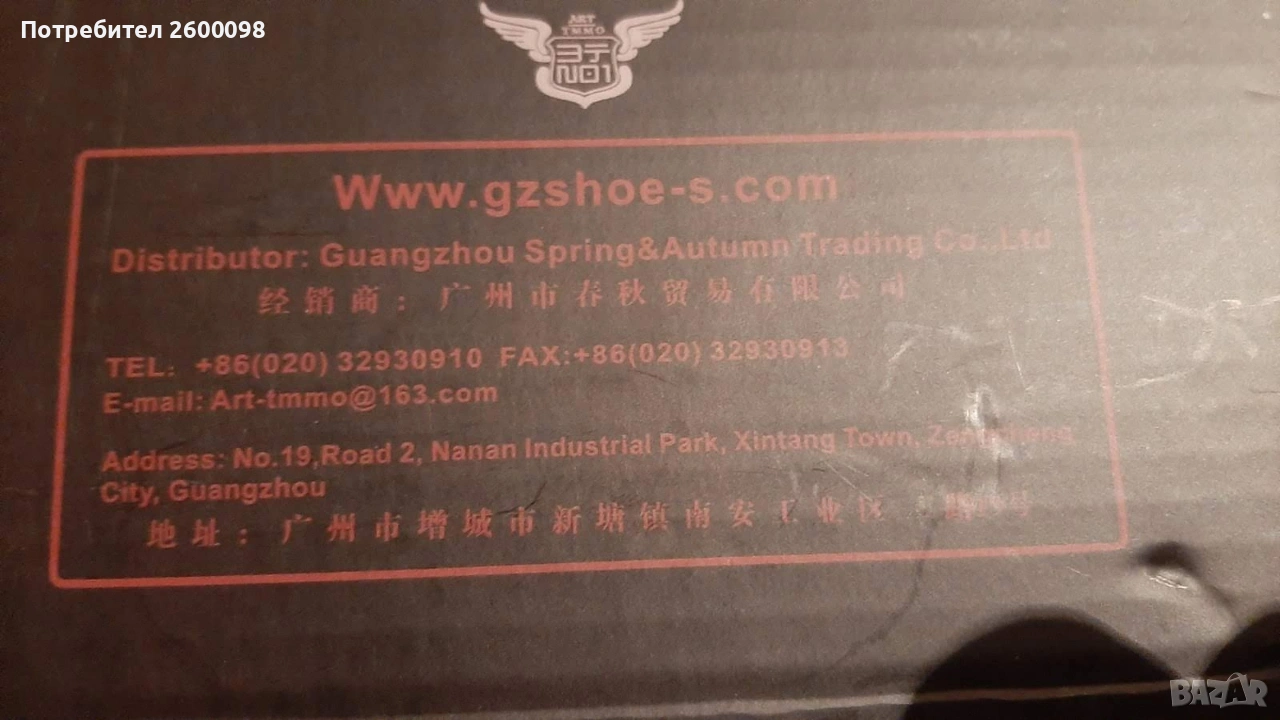 Потребител 2600098
ART
TMMO
NO1
Www.gzshoe-s.com
Distributor: Guangzhou Spring&Autumn Trading Co.,Ltd
经销商：广州市春秋贸易有限公司
TEL: +86(020) 32930910 FAX:+86(020) 32930913
E-mail: Art-tmmo@163.com
Address: No.19,Road 2, Nanan Industrial Park, Xintang Town,
City, Guangzhou
地址：广州市增城市新塘镇南安工业区
BAZAR